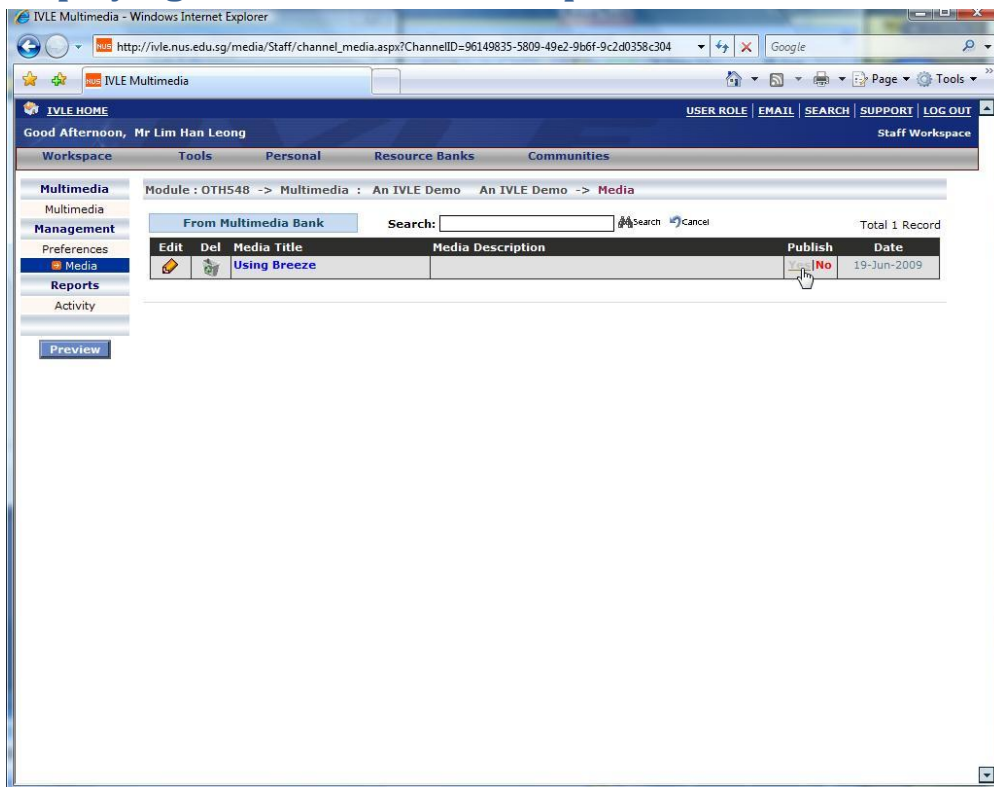 IVLE Multimedia - Windows Internet Explorer
NUS http://ivle.nus.edu.sg/media/Staff/channel_media.aspx?ChannelID=96149835-5809-49e2-9b6f-9c2d0358c304 Google
NUS IVLE Multimedia Page Tools »
IVLE HOME USER ROLE | EMAIL | SEARCH | SUPPORT | LOG OUT
Good Afternoon, Mr Lim Han Leong Staff Workspace
Workspace Tools Personal Resource Banks Communities
Multimedia Module : OTH548 -> Multimedia : An IVLE Demo An IVLE Demo -> Media
Multimedia
From Multimedia Bank Search: Search Cancel Total 1 Record
Management
Preferences
Edit Del Media Title Media Description Publish Date
Media
Using Breeze Yes|No 19-Jun-2009
Reports
Activity
Preview